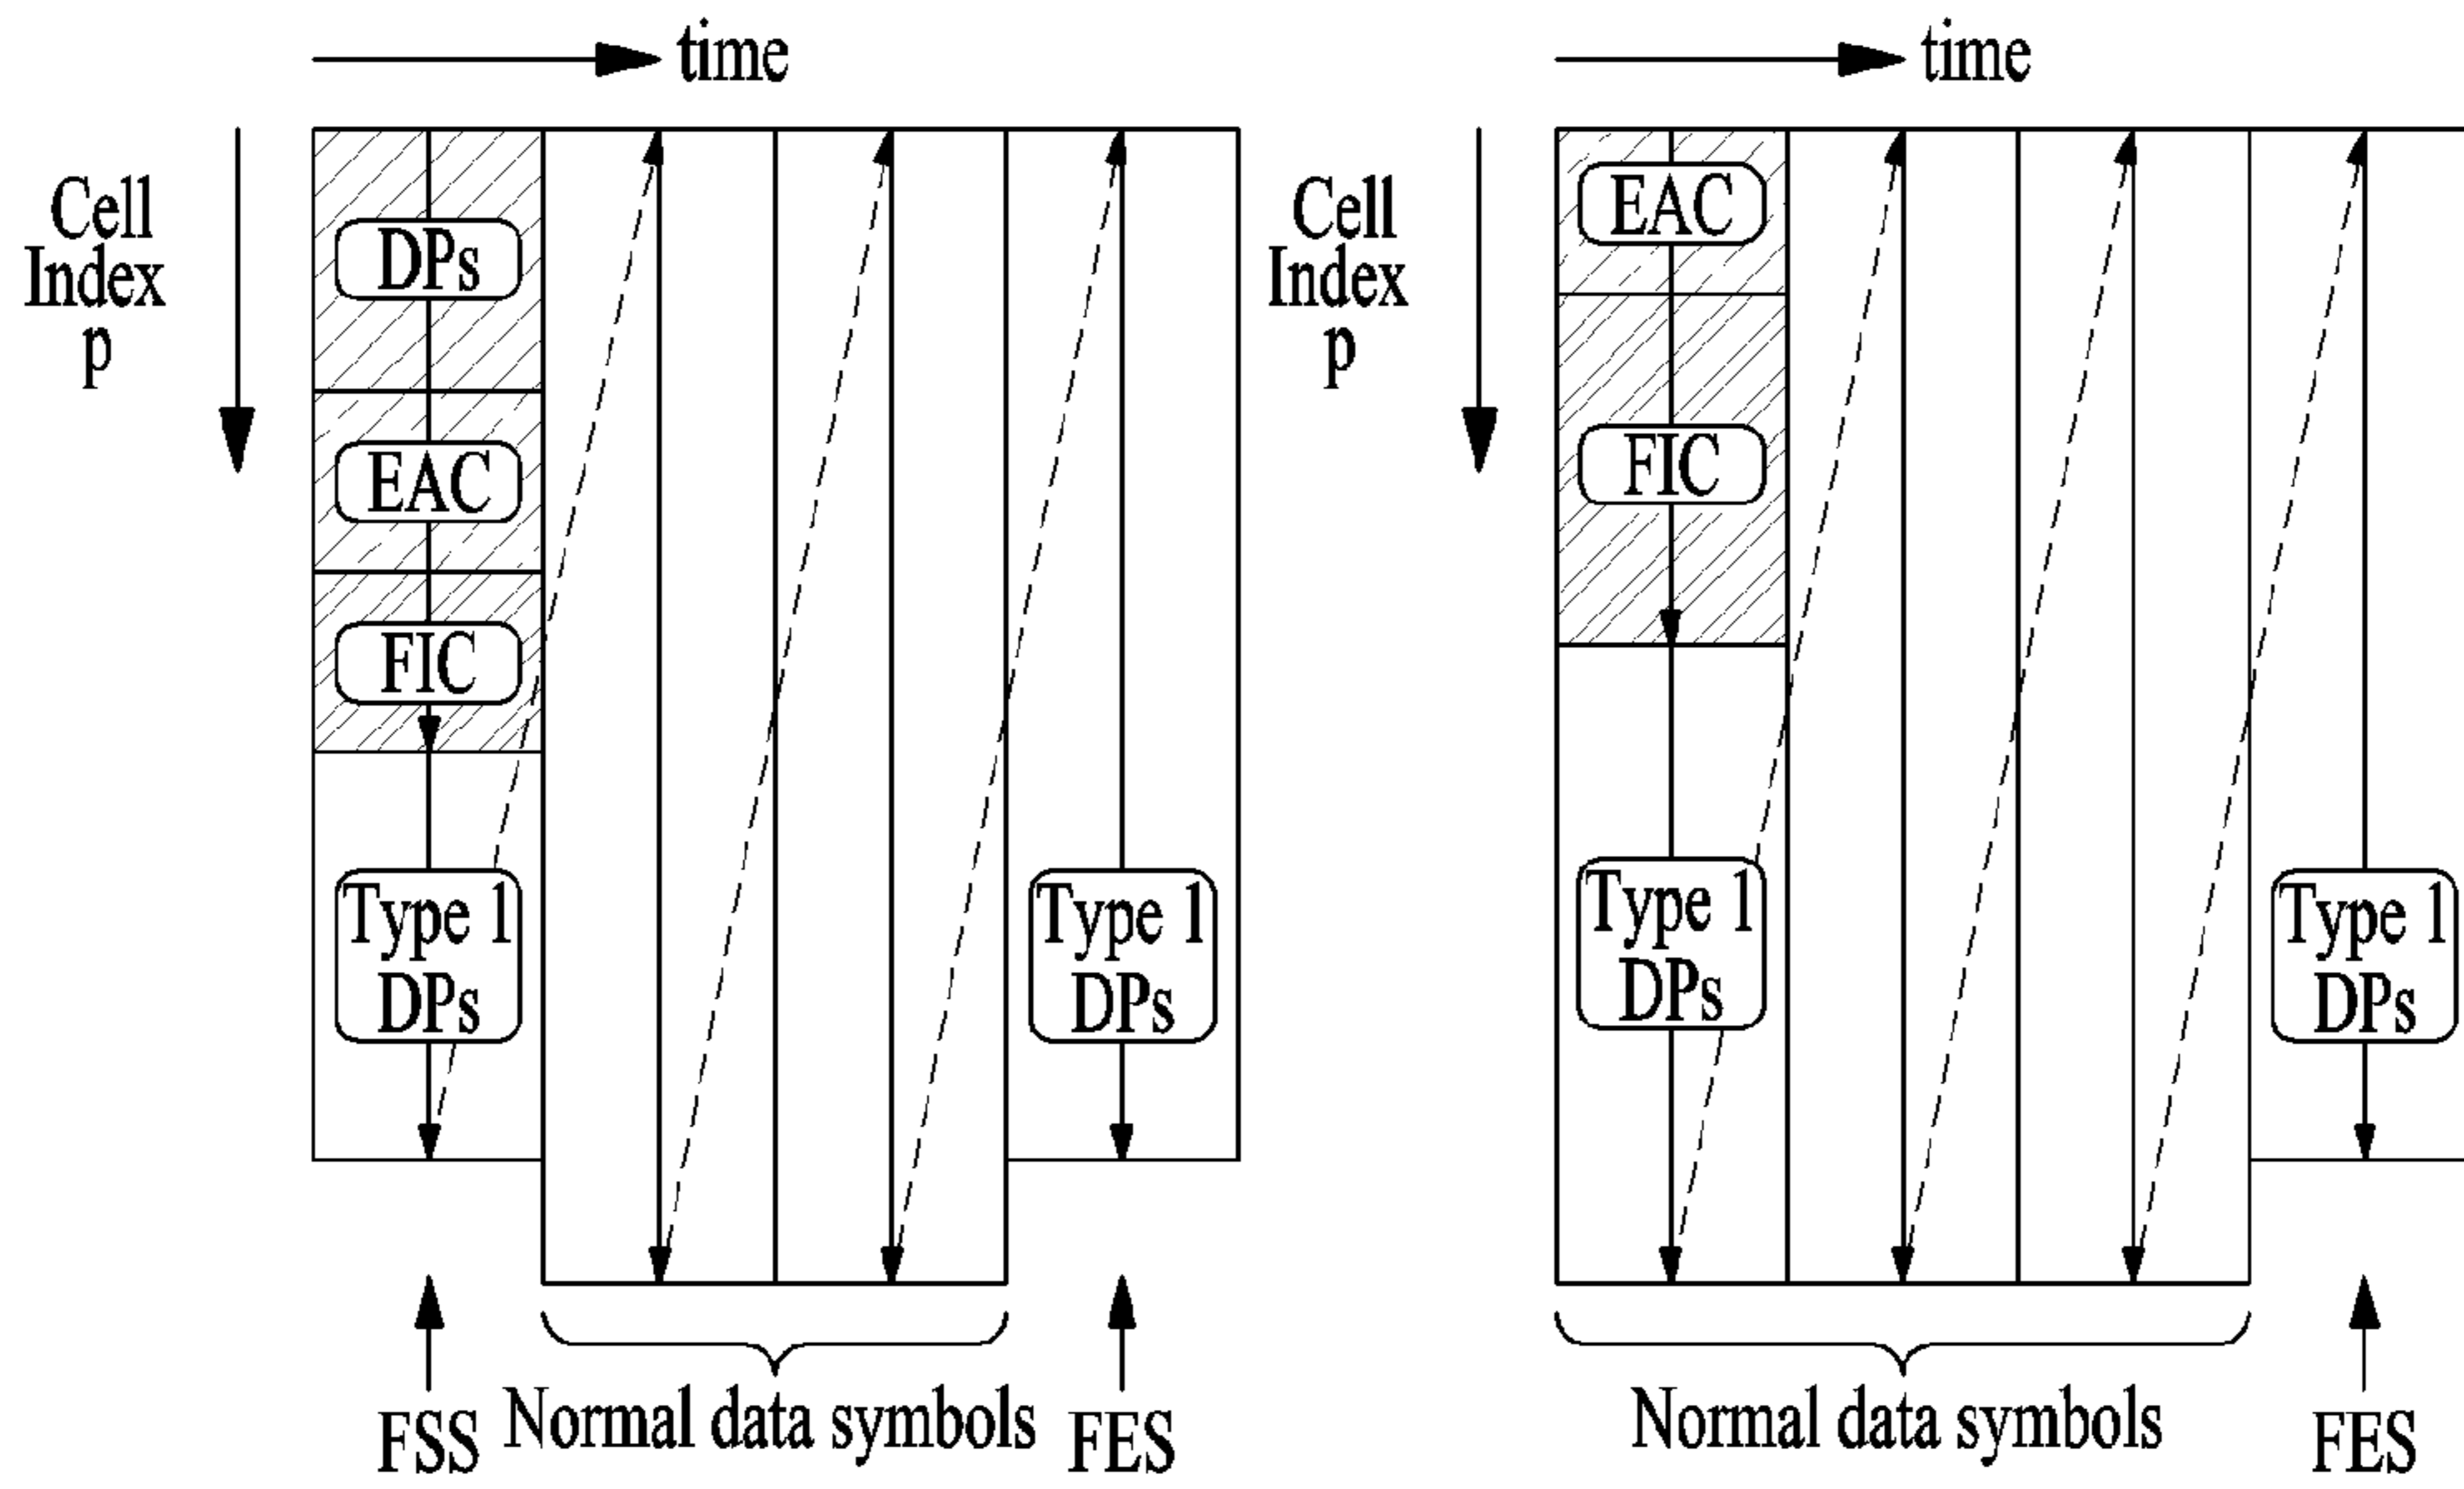 time
Cell
Index
p
DPs
EAC
FIC
Type 1
DPs
Type 1
DPs
FSS
Normal data symbols
FES
time
Cell
Index
p
EAC
FIC
Type 1
DPs
Type 1
DPs
Normal data symbols
FES